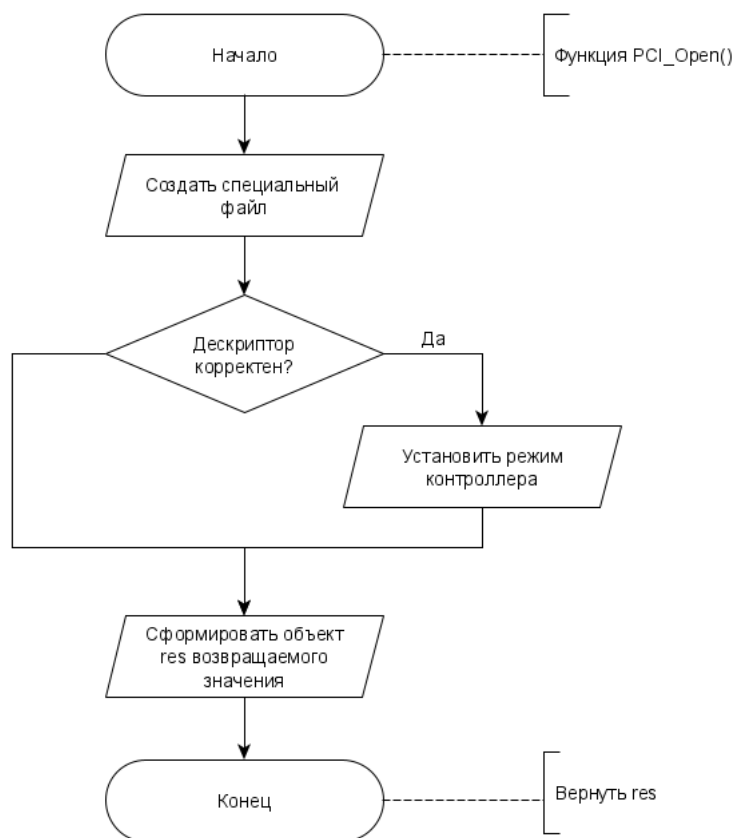 Начало
Функция PCI_Open()
Создать специальный
файл
Дескриптор
корректен?
Да
Установить режим
контроллера
Сформировать объект
res возвращаемого
значения
Конец
Вернуть res